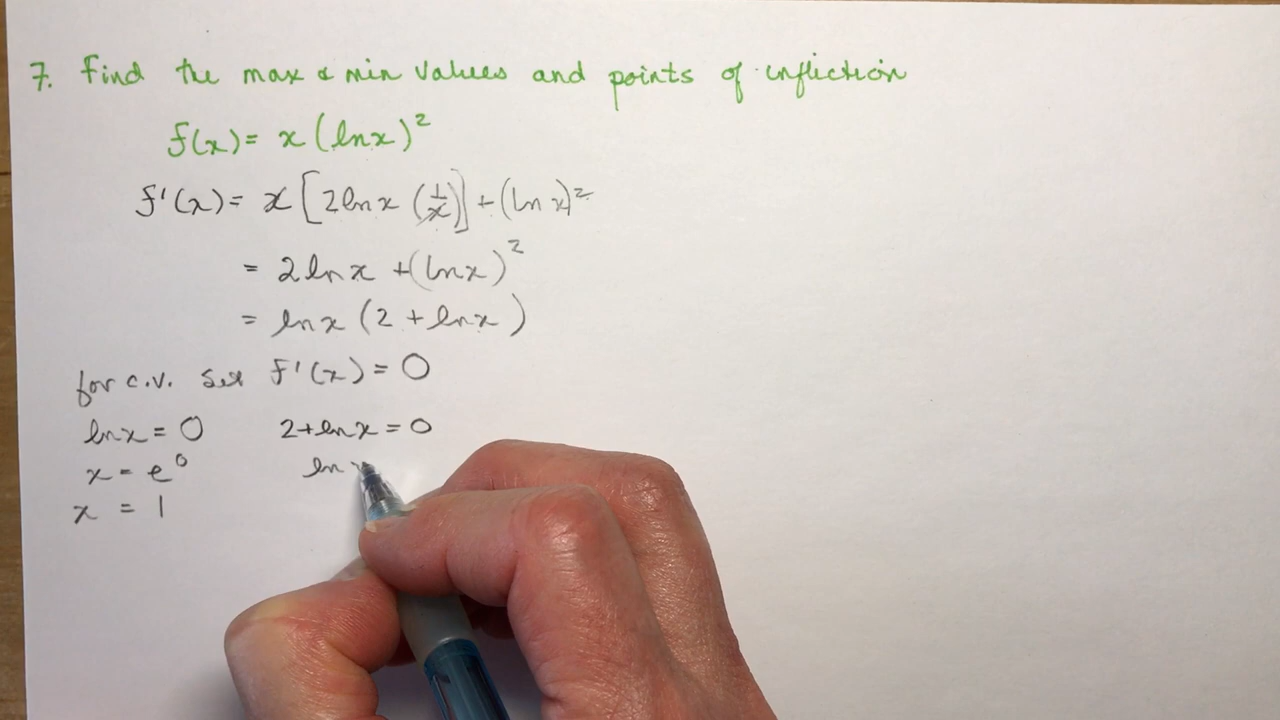 7. Find the max & min values and points of inflection
f(x) = x (ln x)²
f'(x) = x [2 ln x (1/x)] + (ln x)²
= 2 ln x + (ln x)²
= ln x (2 + ln x)
for c.v. set f'(x) = 0
ln x = 0 2 + ln x = 0
x = e⁰ ln x
x = 1